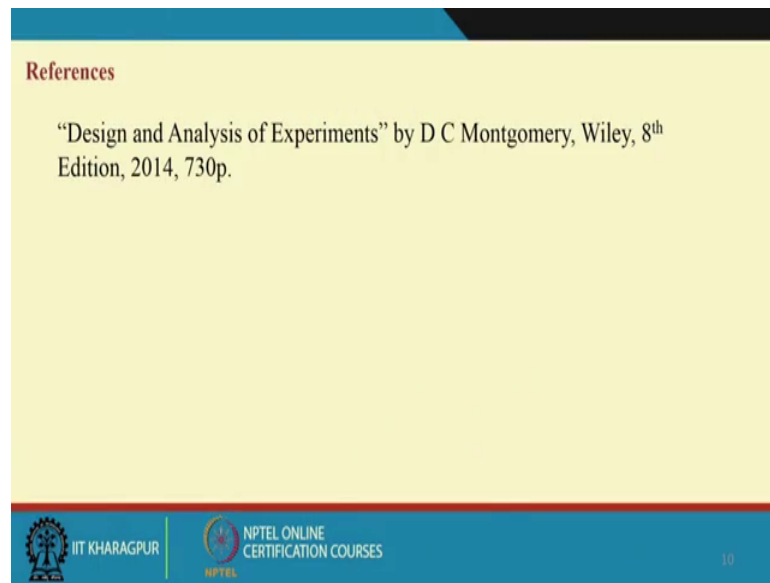 References
“Design and Analysis of Experiments” by D C Montgomery, Wiley, 8th
Edition, 2014, 730p.
IIT KHARAGPUR
NPTEL
NPTEL ONLINE
CERTIFICATION COURSES
10